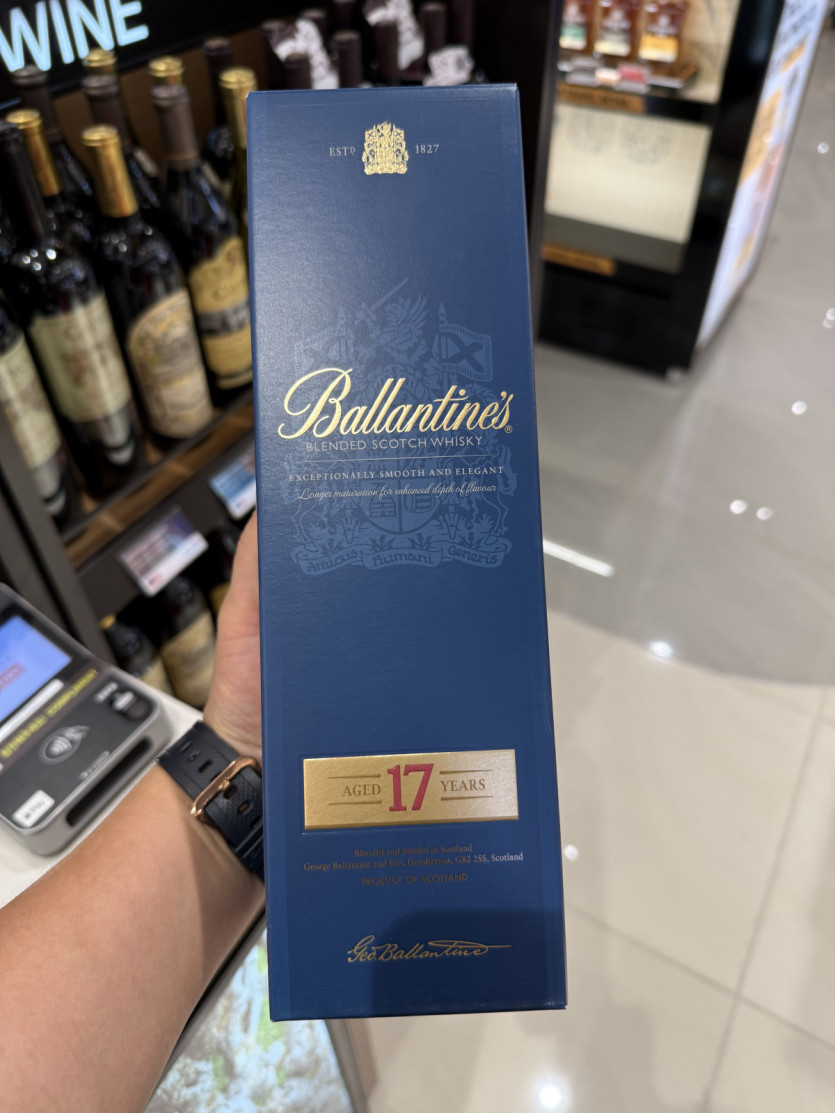 WINE
ESTD 1827
Ballantine's®
BLENDED SCOTCH WHISKY
EXCEPTIONALLY SMOOTH AND ELEGANT
Longer maturation for enhanced depth of flavour
Amicus Humani Generis
AGED 17 YEARS
Blended and Bottled in Scotland
George Ballantine and Son, Dumbarton, G82 2SS, Scotland
PRODUCT OF SCOTLAND
Geo. Ballantine